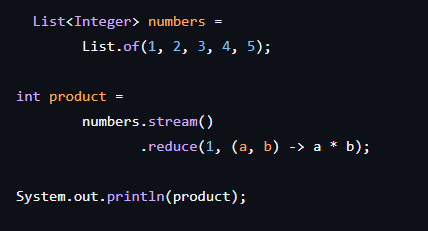 List<Integer> numbers =
List.of(1, 2, 3, 4, 5);
int product =
numbers.stream()
.reduce(1, (a, b) -> a * b);
System.out.println(product);